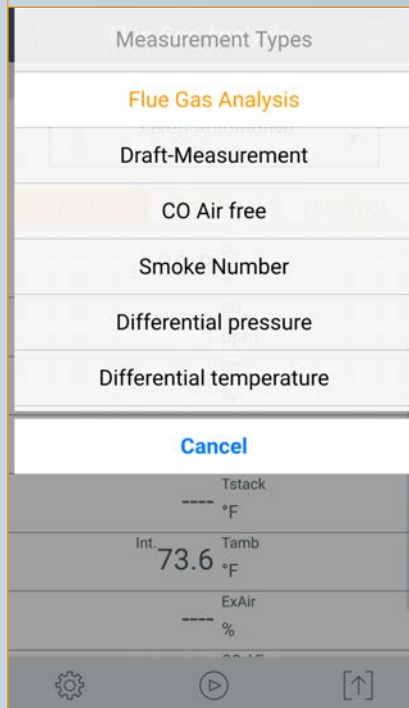 Measurement Types
Flue Gas Analysis
Draft-Measurement
CO Air free
Smoke Number
Differential pressure
Differential temperature
Cancel
---- Tstack
°F
Int. 73.6 Tamb
°F
---- ExAir
%